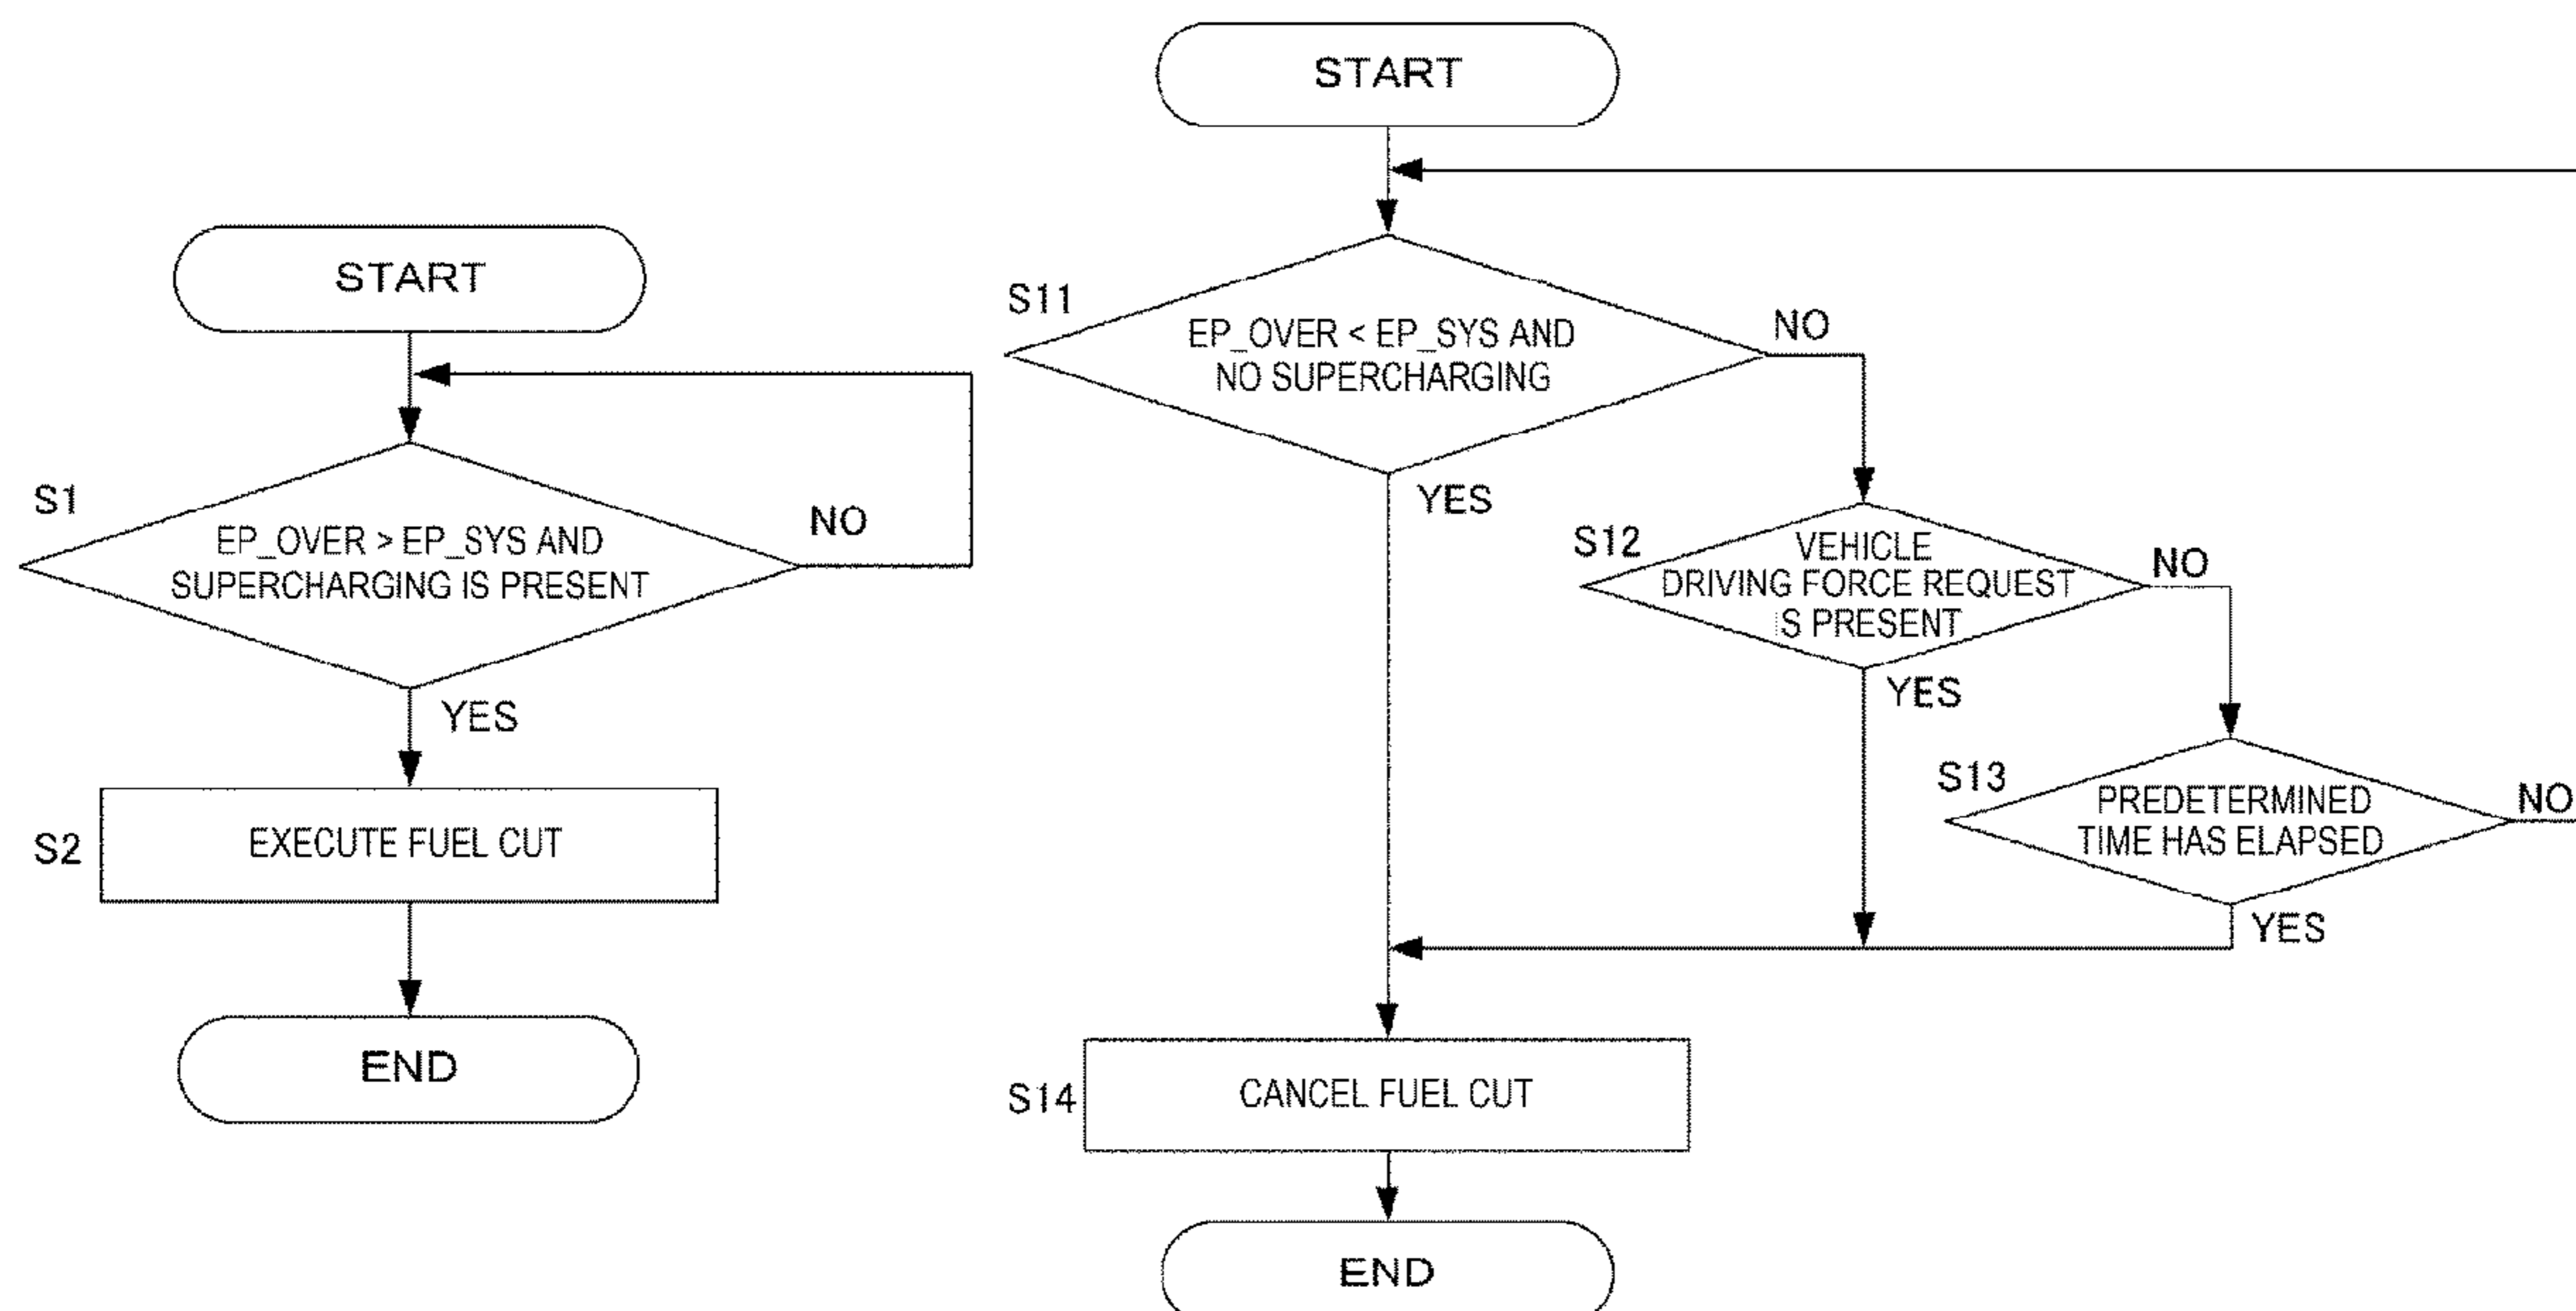 START
S1
EP_OVER > EP_SYS AND
SUPERCHARGING IS PRESENT
NO
YES
S2
EXECUTE FUEL CUT
END
START
S11
EP_OVER < EP_SYS AND
NO SUPERCHARGING
NO
YES
S12
VEHICLE
DRIVING FORCE REQUEST
IS PRESENT
NO
YES
S13
PREDETERMINED
TIME HAS ELAPSED
NO
YES
S14
CANCEL FUEL CUT
END